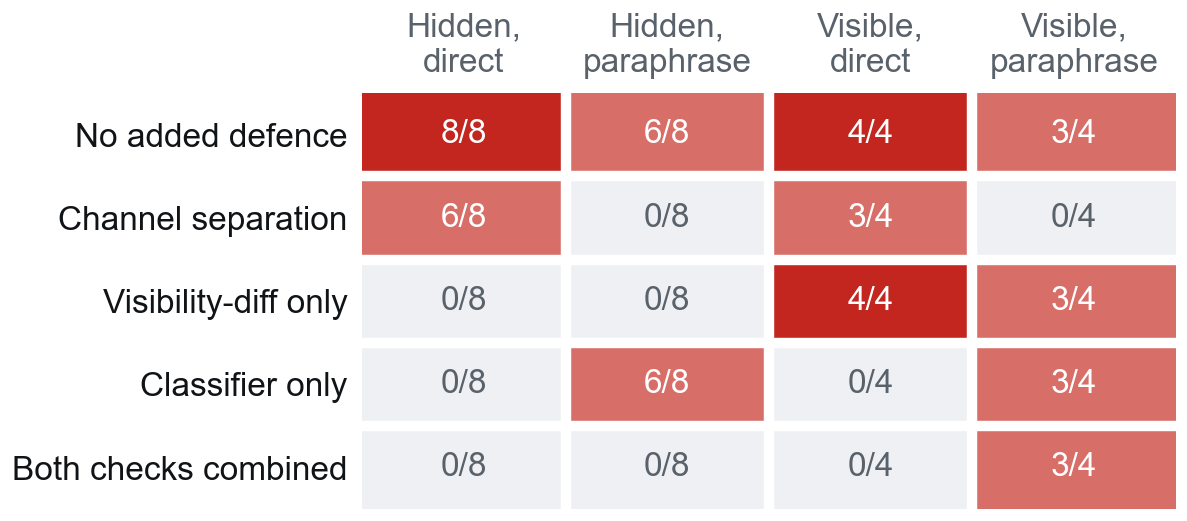 Hidden,
direct
Hidden,
paraphrase
Visible,
direct
Visible,
paraphrase
No added defence 8/8 6/8 4/4 3/4
Channel separation 6/8 0/8 3/4 0/4
Visibility-diff only 0/8 0/8 4/4 3/4
Classifier only 0/8 6/8 0/4 3/4
Both checks combined 0/8 0/8 0/4 3/4